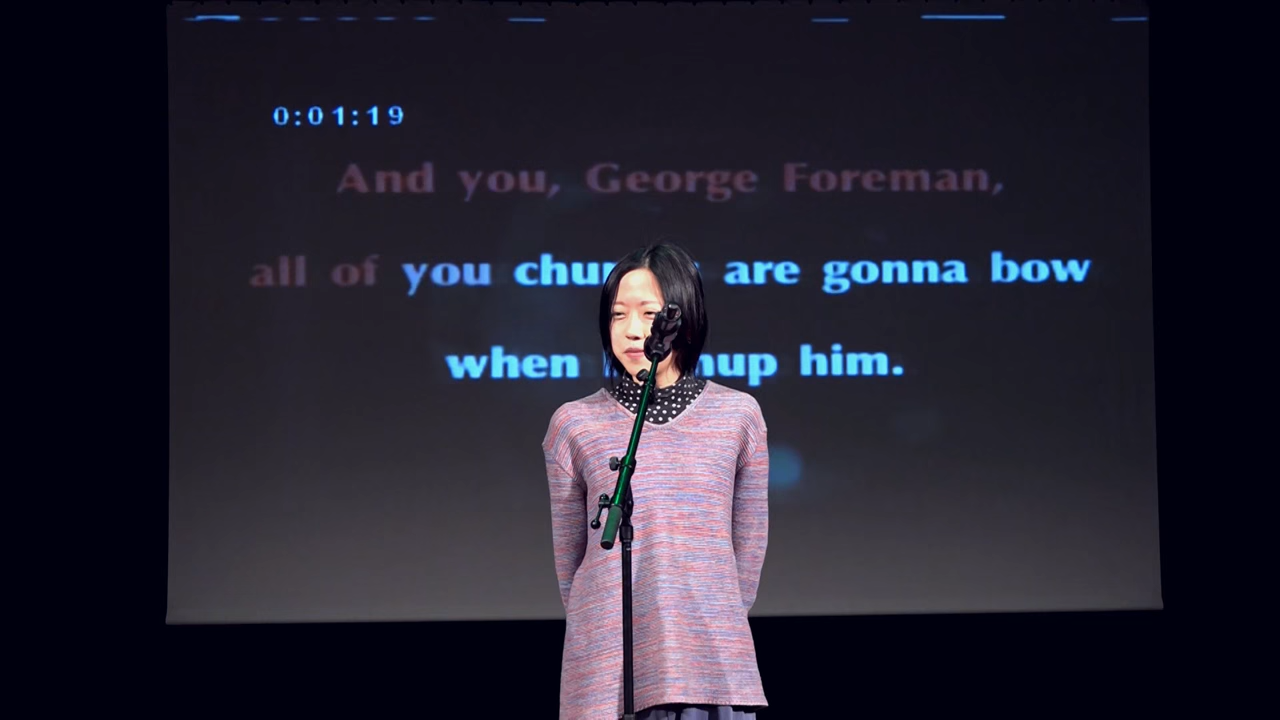 0:01:19
And you, George Foreman,
all of you are gonna bow
when him.